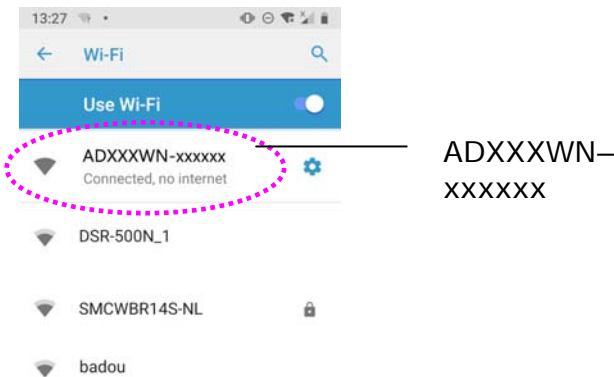 13:27
Wi-Fi
Use Wi-Fi
ADXXXWN-xxxxxx
Connected, no internet
DSR-500N_1
SMCWBR14S-NL
badou
ADXXXWN–
xxxxxx